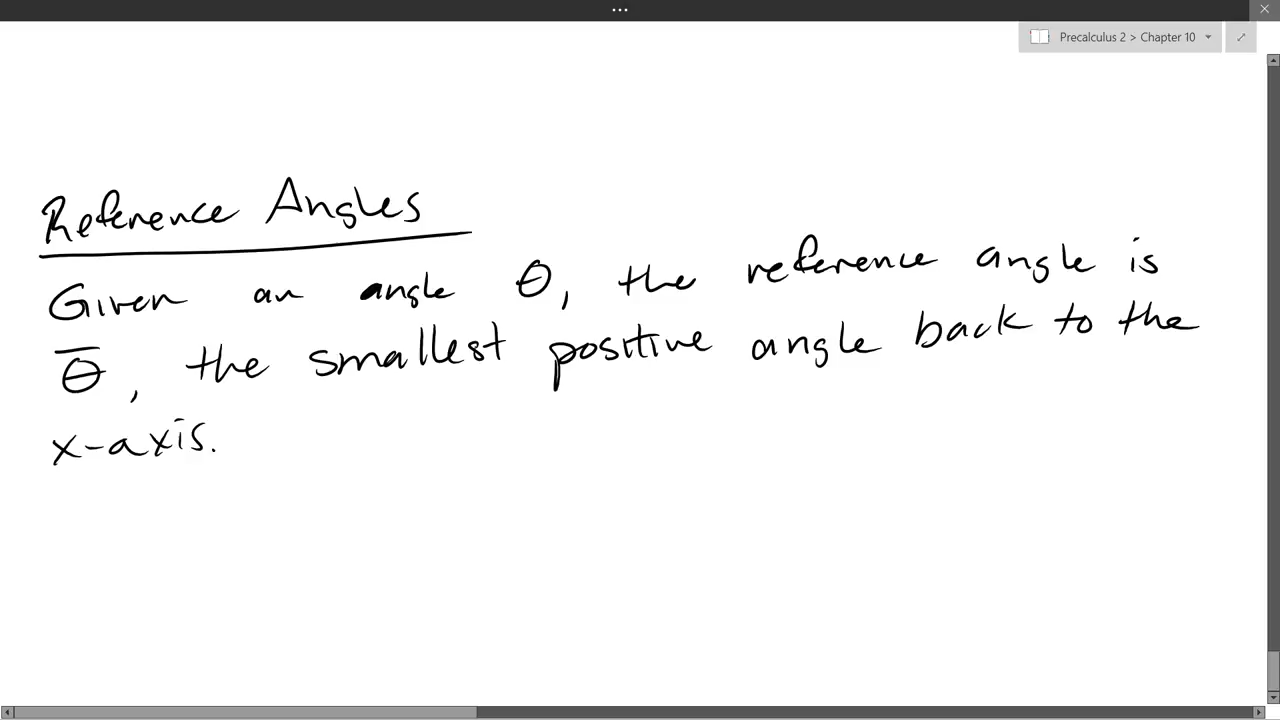 ...
Precalculus 2 > Chapter 10
Reference Angles
Given an angle θ, the reference angle is
θ̅, the smallest positive angle back to the
x-axis.